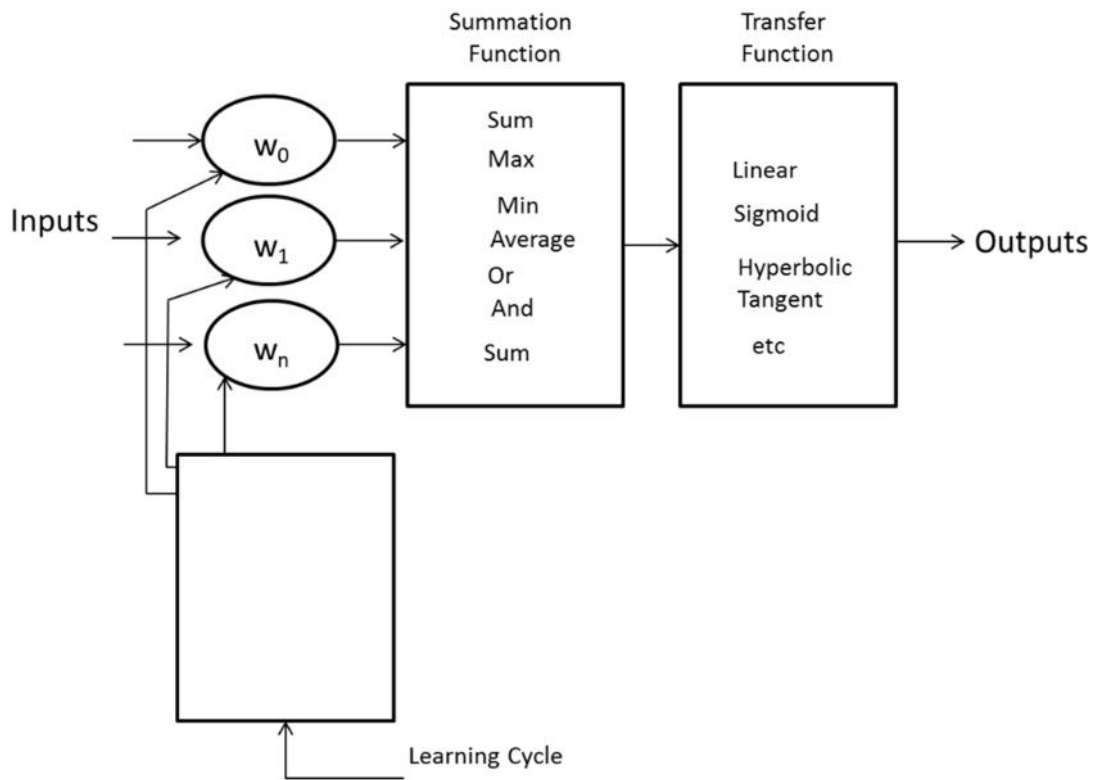 Summation
Function
Transfer
Function
w₀
Sum
Max
Linear
Inputs
w₁
Min
Average
Sigmoid
Outputs
Or
And
Hyperbolic
Tangent
wₙ
Sum
etc
Learning Cycle